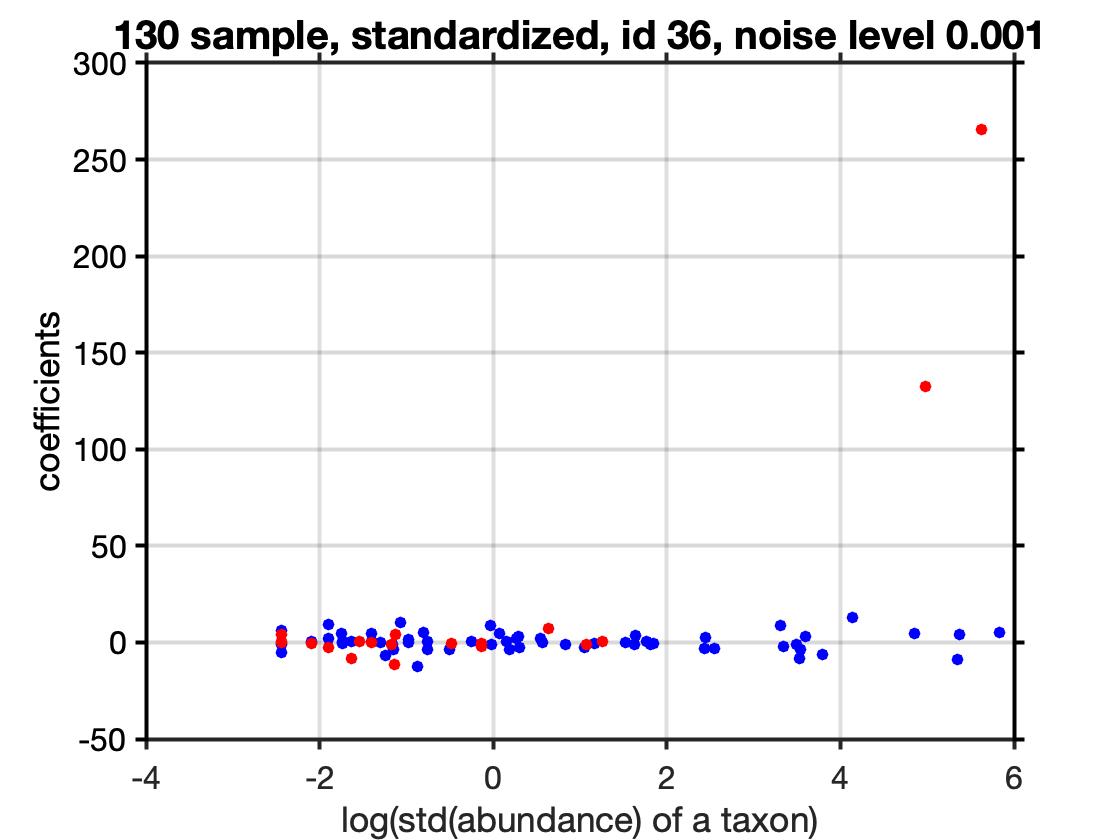 130 sample, standardized, id 36, noise level 0.001
300
250
200
150
100
50
0
-50
coefficients
-4 -2 0 2 4 6
log(std(abundance) of a taxon)